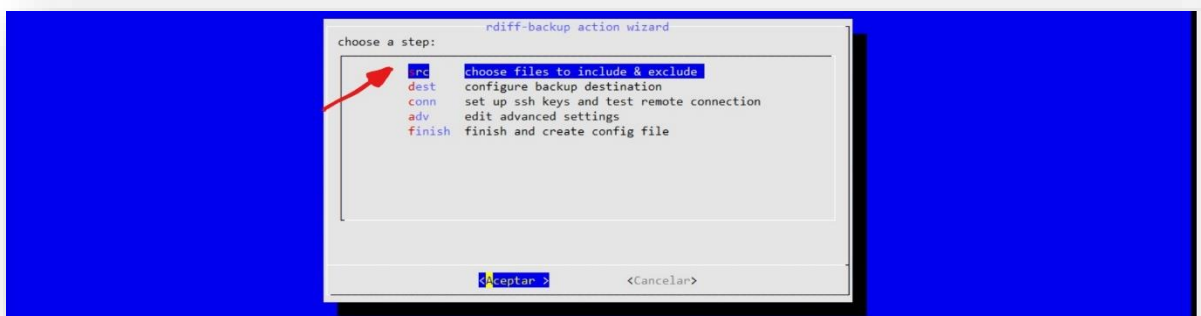 rdiff-backup action wizard
choose a step:
src choose files to include & exclude
dest configure backup destination
conn set up ssh keys and test remote connection
adv edit advanced settings
finish finish and create config file
<Aceptar > <Cancelar>